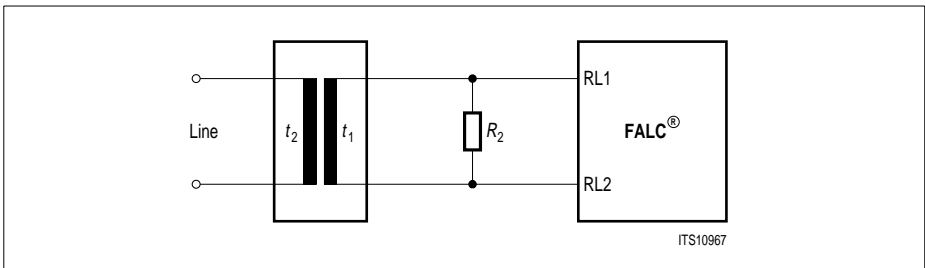 RL1
Line
t2
t1
R2
FALC®
RL2
ITS10967